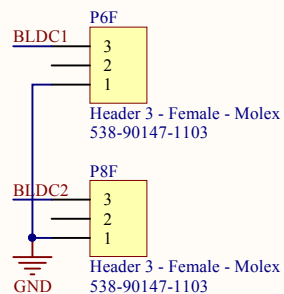 P6F
BLDC1
3
2
1
Header 3 - Female - Molex
538-90147-1103
P8F
BLDC2
3
2
1
Header 3 - Female - Molex
GND
538-90147-1103